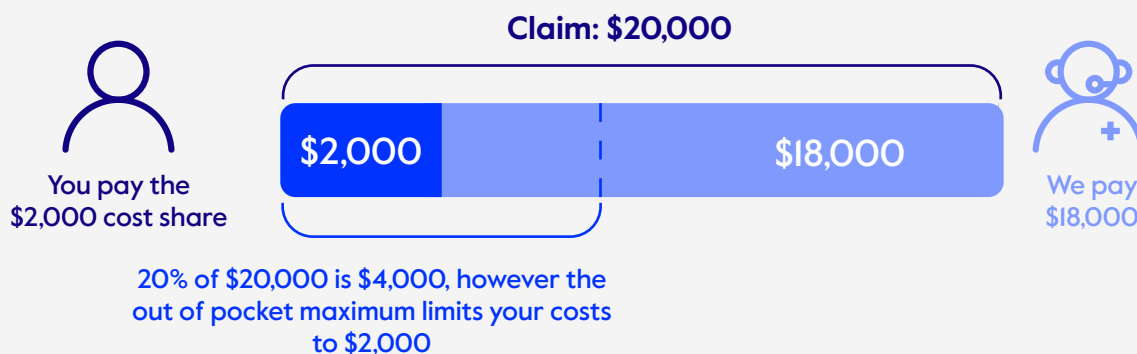 Claim: $20,000
$2,000
$18,000
You pay the
$2,000 cost share
We pay
$18,000
20% of $20,000 is $4,000, however the
out of pocket maximum limits your costs
to $2,000